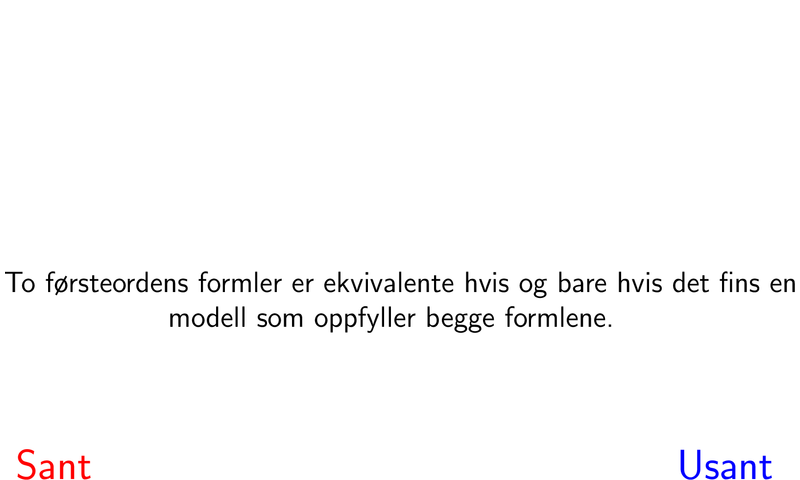 To førsteordens formler er ekvivalente hvis og bare hvis det fins en
modell som oppfyller begge formlene.
Sant
Usant